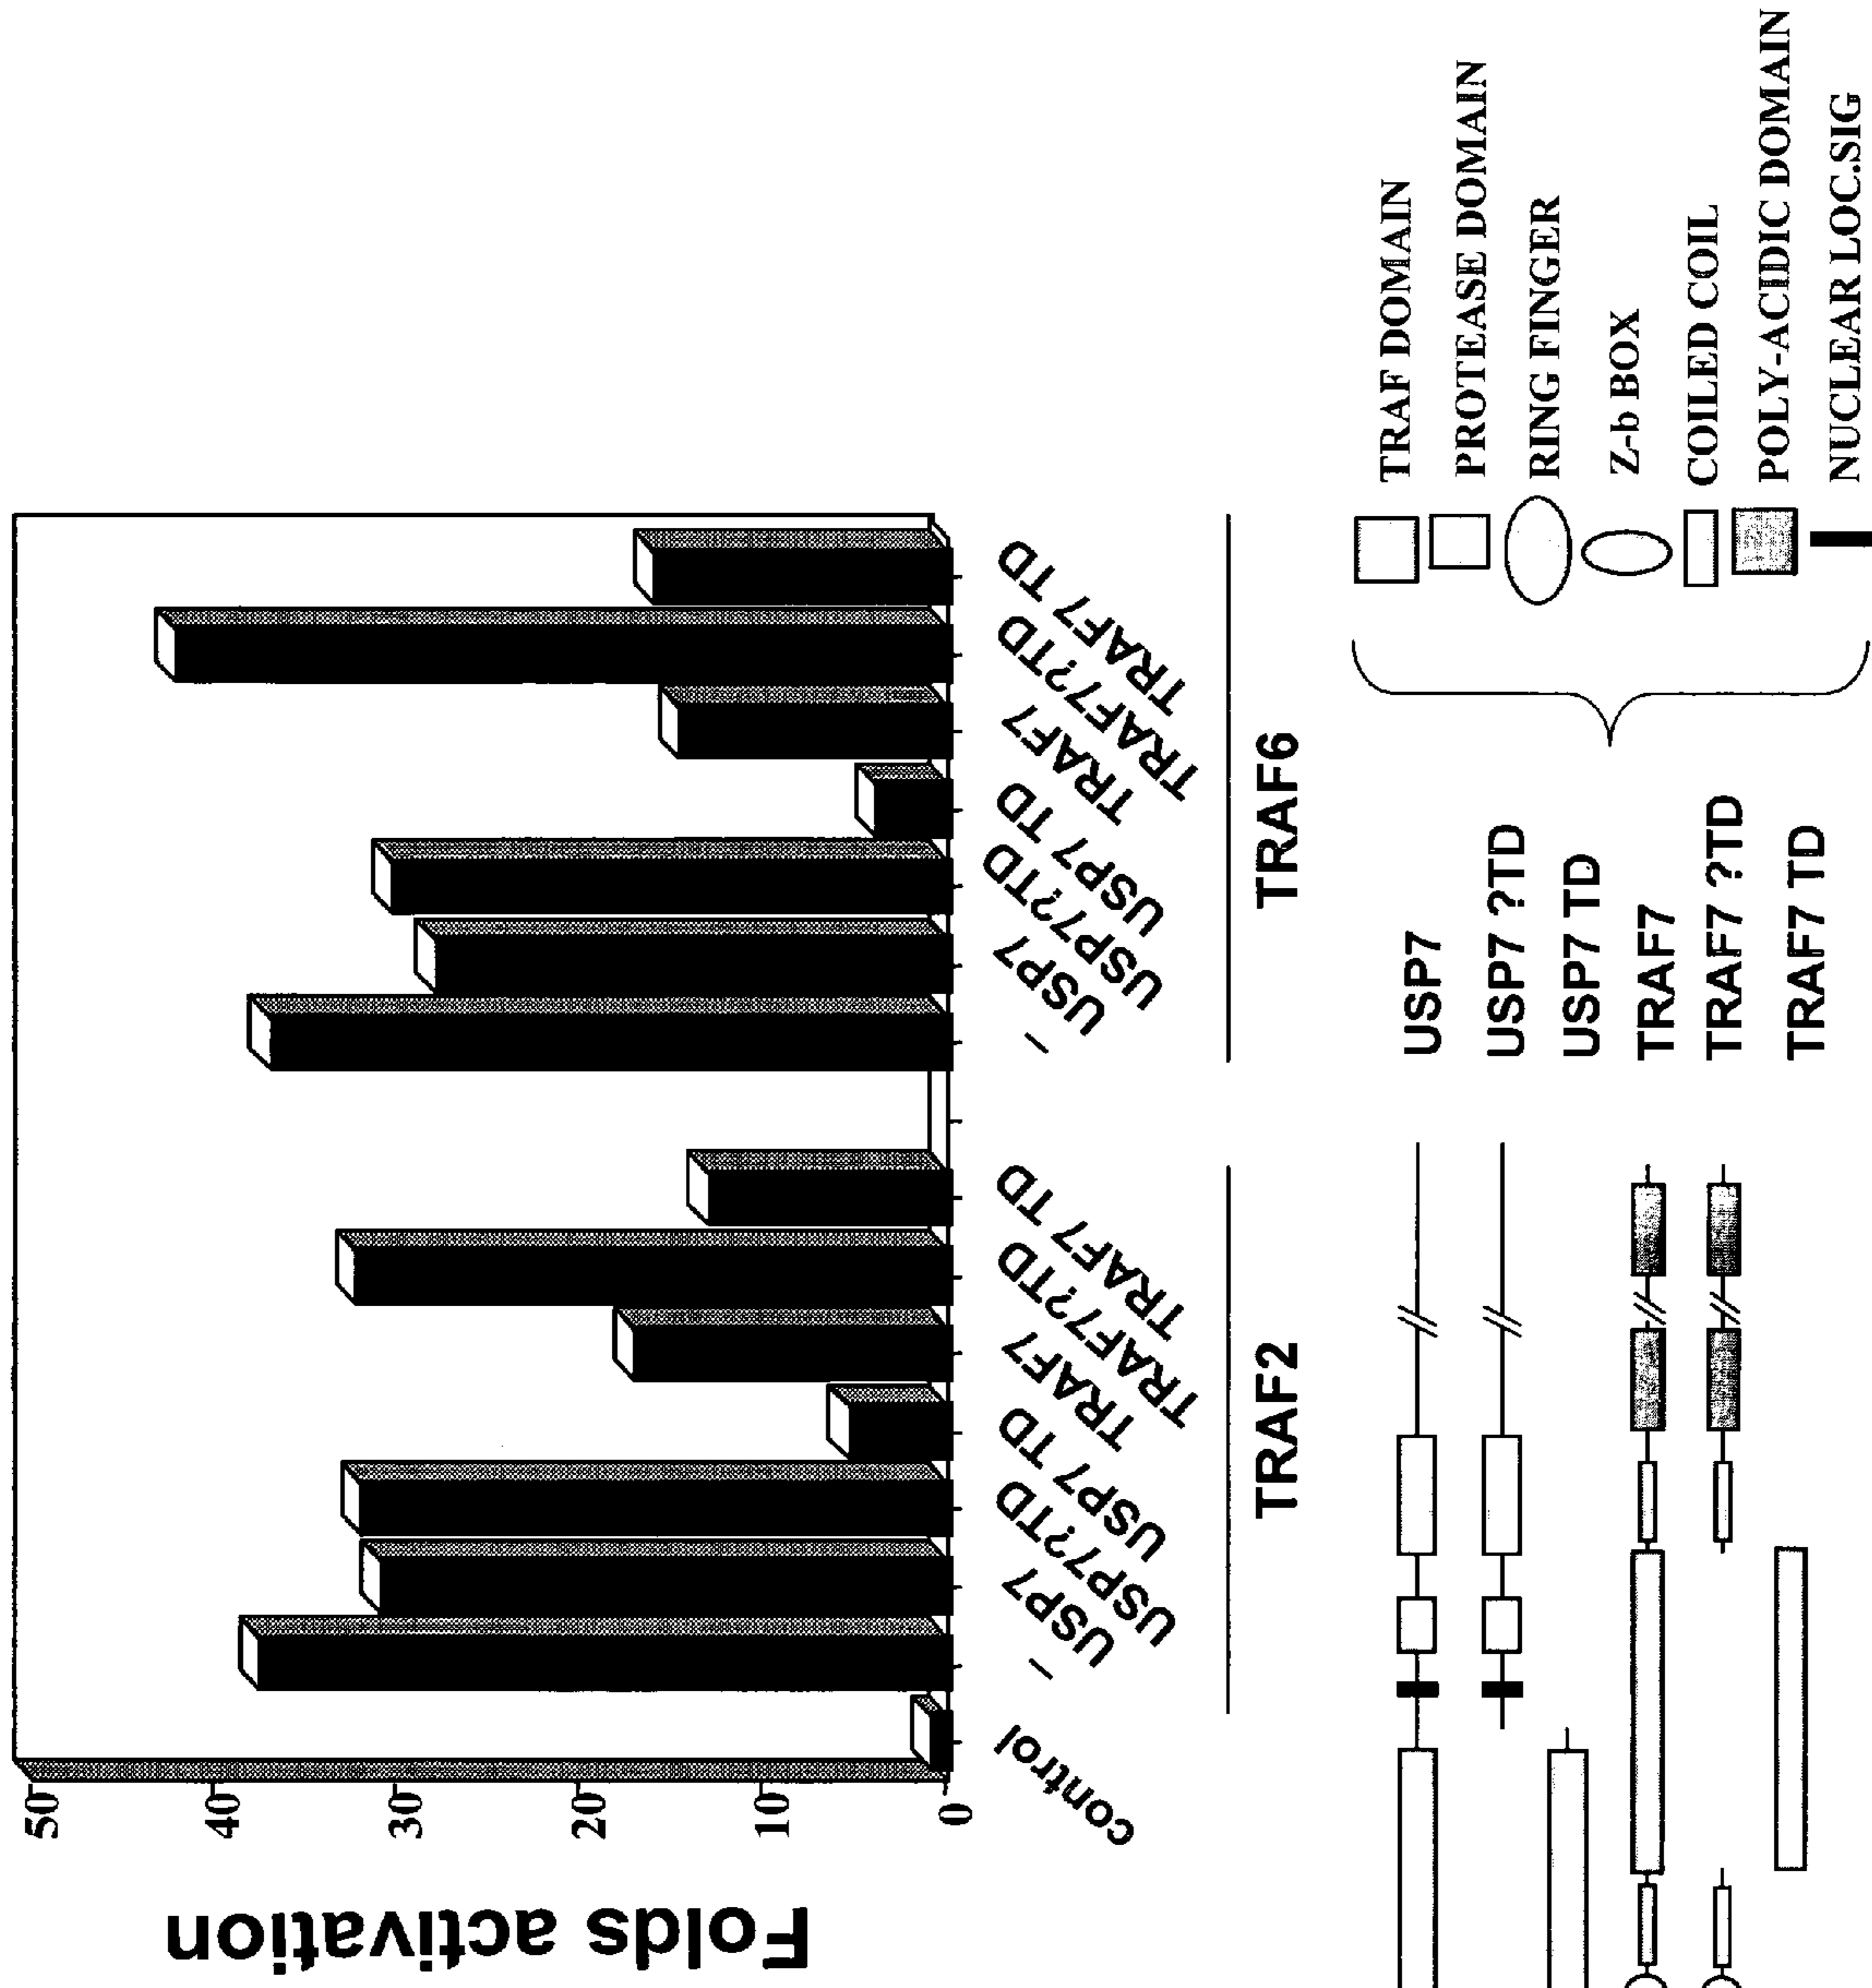 Folds activation
50
40
30
20
10
0
control
–
USP7
USP7?TD
USP7 TD
TRAF7
TRAF7?TD
TRAF7 TD
–
USP7
USP7?TD
USP7 TD
TRAF7
TRAF7?TD
TRAF7 TD
TRAF2
TRAF6
USP7
USP7 ?TD
USP7 TD
TRAF7
TRAF7 ?TD
TRAF7 TD
TRAF DOMAIN
PROTEASE DOMAIN
RING FINGER
Z-b BOX
COILED COIL
POLY-ACIDIC DOMAIN
NUCLEAR LOC.SIG